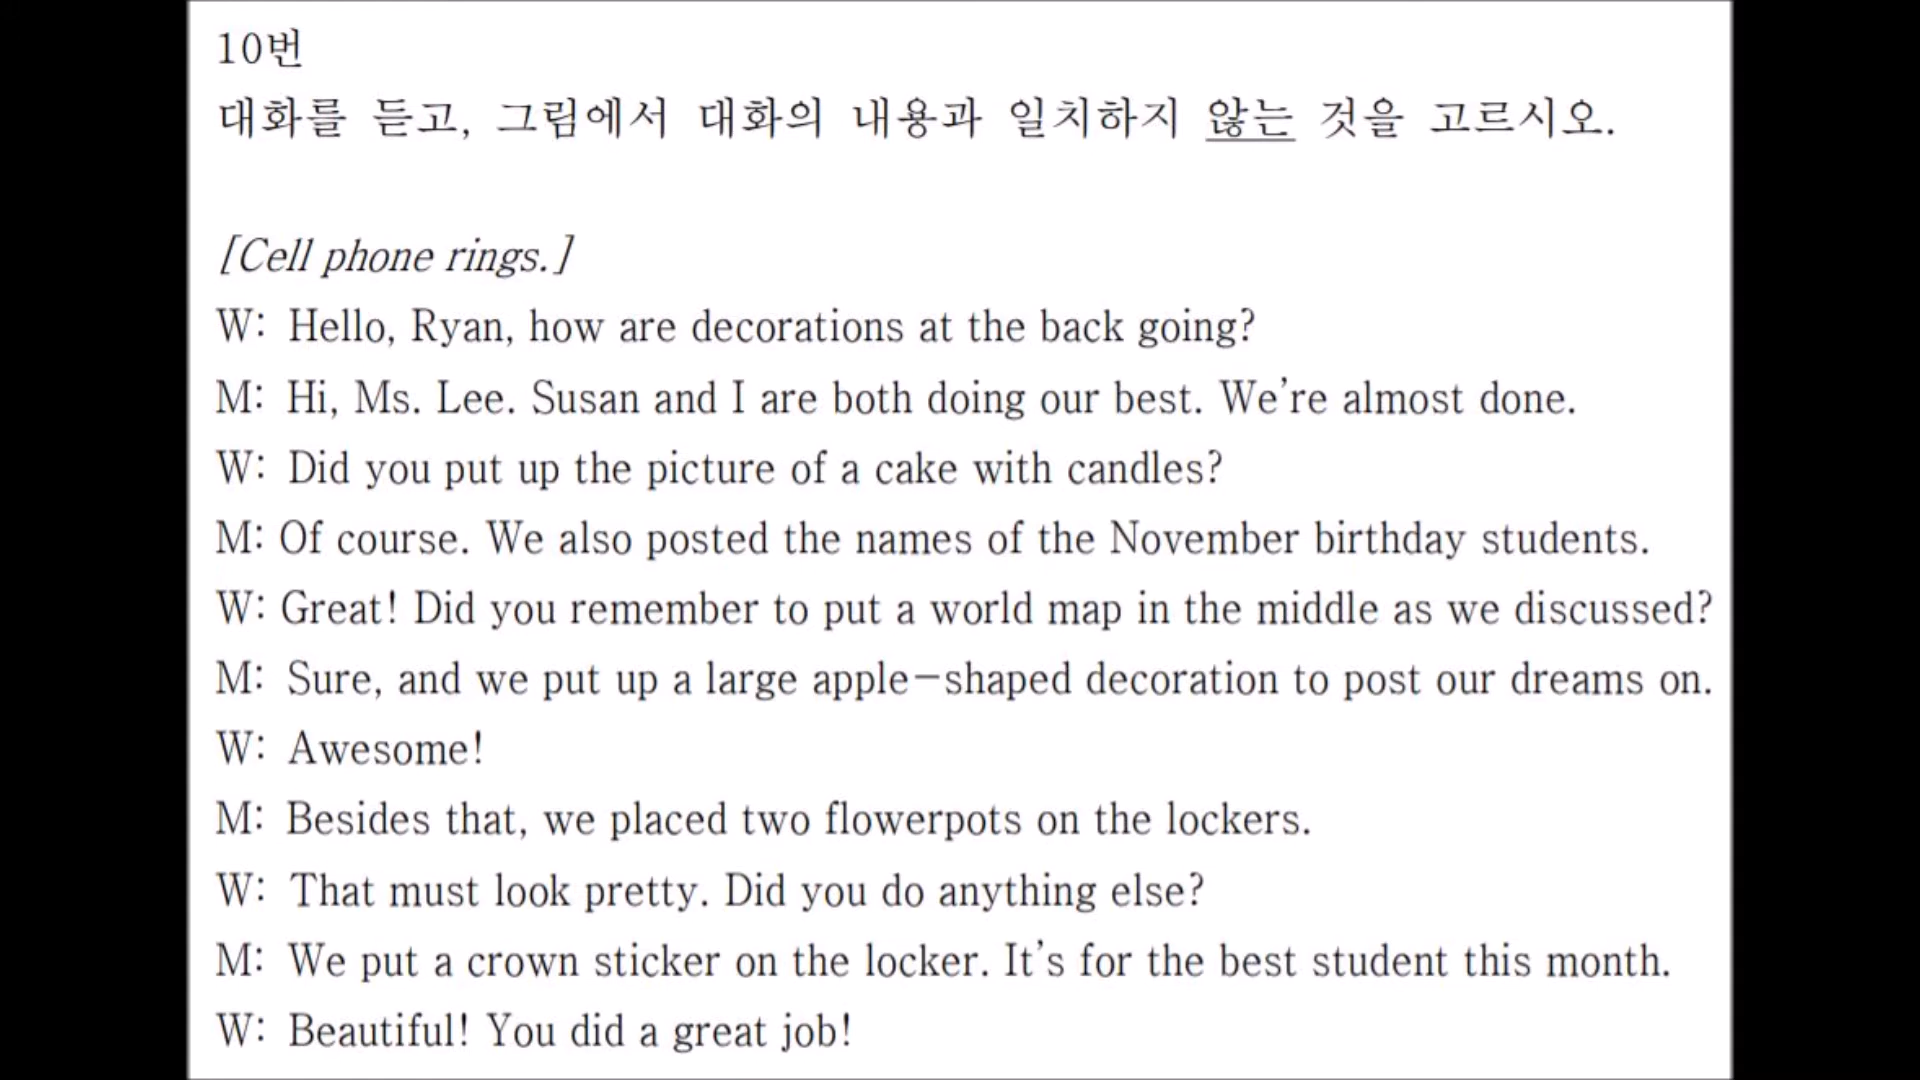 10번
대화를 듣고, 그림에서 대화의 내용과 일치하지 않는 것을 고르시오.
[Cell phone rings.]
W: Hello, Ryan, how are decorations at the back going?
M: Hi, Ms. Lee. Susan and I are both doing our best. We’re almost done.
W: Did you put up the picture of a cake with candles?
M: Of course. We also posted the names of the November birthday students.
W: Great! Did you remember to put a world map in the middle as we discussed?
M: Sure, and we put up a large apple-shaped decoration to post our dreams on.
W: Awesome!
M: Besides that, we placed two flowerpots on the lockers.
W: That must look pretty. Did you do anything else?
M: We put a crown sticker on the locker. It’s for the best student this month.
W: Beautiful! You did a great job!